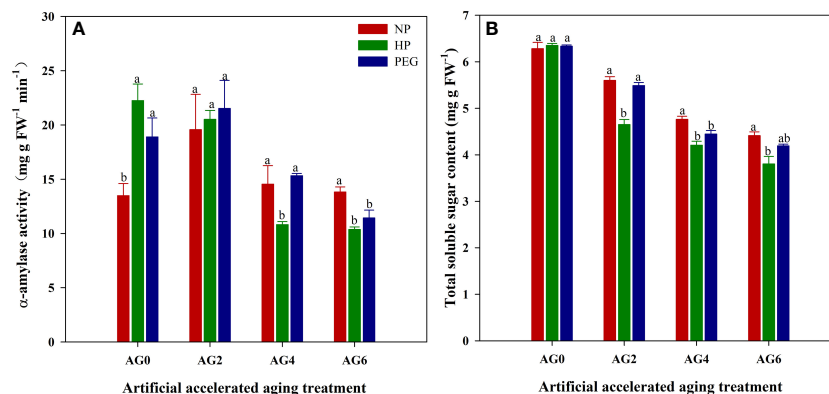 A
NP
HP
PEG
30
25
20
15
10
5
0
b
a
a
a
a
a
a
b
a
a
b
b
AG0 AG2 AG4 AG6
α-amylase activity (mg g FW⁻¹ min⁻¹)
Artificial accelerated aging treatment
B
7
6
5
4
3
2
1
0
a a a
a
b
a
a
b
b
a
b
ab
AG0 AG2 AG4 AG6
Total soluble sugar content (mg g FW⁻¹)
Artificial accelerated aging treatment